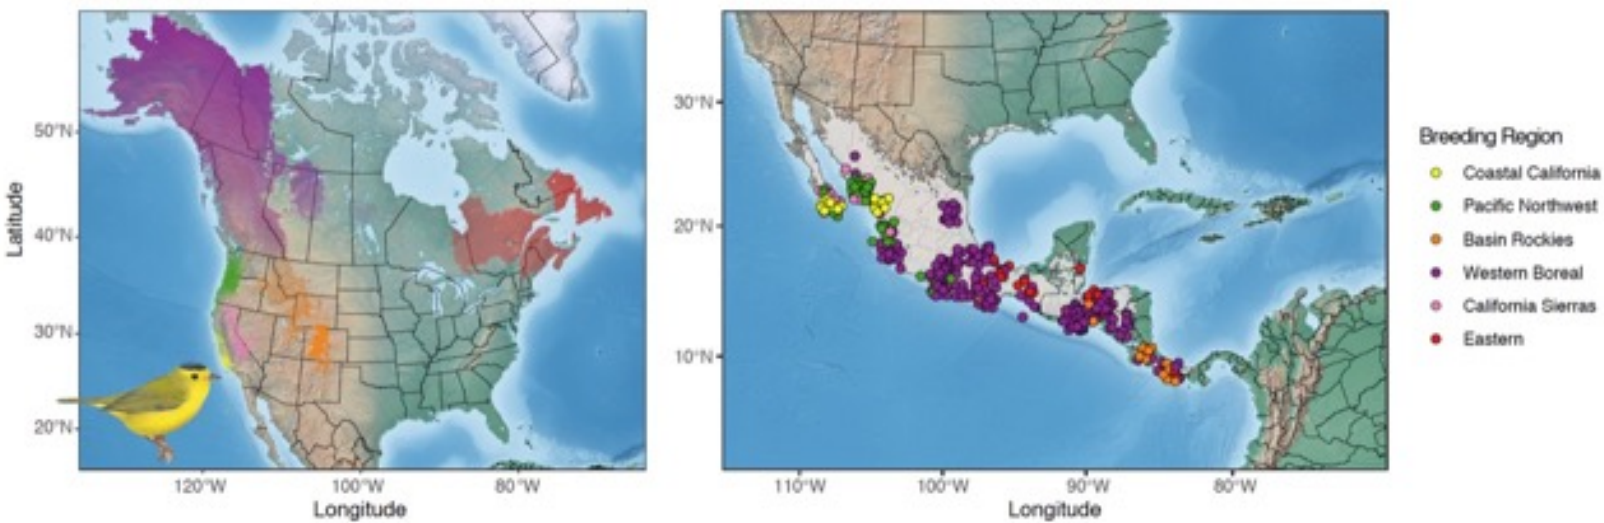 50°N
40°N
30°N
20°N
Latitude
120°W
100°W
80°W
Longitude
30°N
20°N
10°N
110°W
100°W
90°W
80°W
Longitude
Breeding Region
Coastal California
Pacific Northwest
Basin Rockies
Western Boreal
California Sierras
Eastern